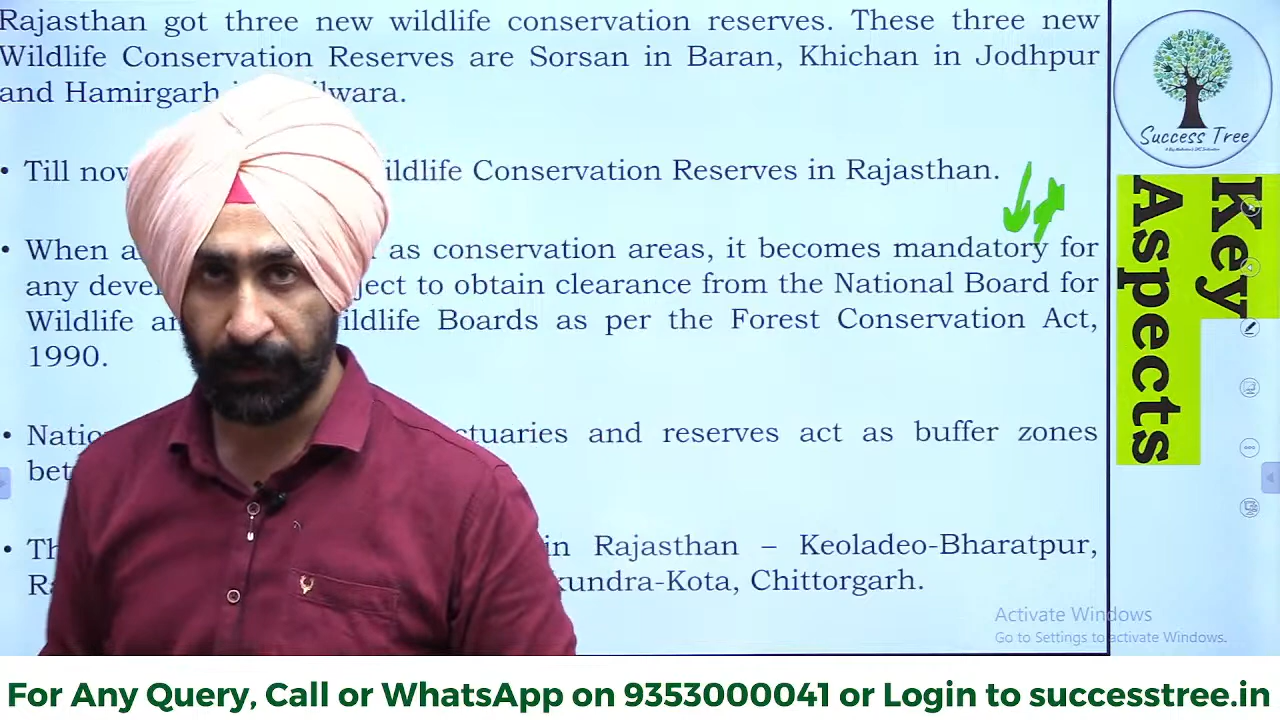 Rajasthan got three new wildlife conservation reserves. These three new
Wildlife Conservation Reserves are Sorsan in Baran, Khichan in Jodhpur
and Hamirgarh lwara.
• Till now ildlife Conservation Reserves in Rajasthan.
• When a as conservation areas, it becomes mandatory for
any deve ject to obtain clearance from the National Board for
Wildlife a ildlife Boards as per the Forest Conservation Act,
1990.
• Natio ctuaries and reserves act as buffer zones
bet
• Th in Rajasthan – Keoladeo-Bharatpur,
R kundra-Kota, Chittorgarh.
Success Tree
Key
Aspects
Activate Windows
Go to Settings to activate Windows.
For Any Query, Call or WhatsApp on 9353000041 or Login to successtree.in